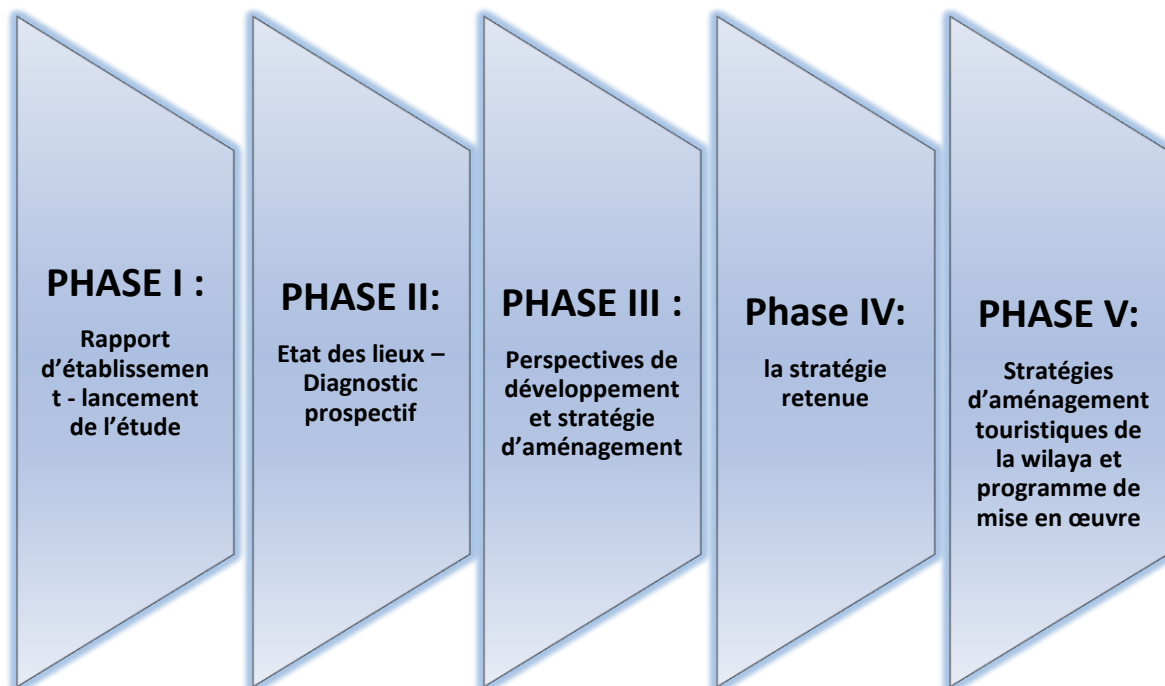 PHASE I :
Rapport
d’établissemen
t - lancement
de l’étude
PHASE II:
Etat des lieux –
Diagnostic
prospectif
PHASE III :
Perspectives de
développement
et stratégie
d’aménagement
Phase IV:
la stratégie
retenue
PHASE V:
Stratégies
d’aménagement
touristiques de
la wilaya et
programme de
mise en œuvre